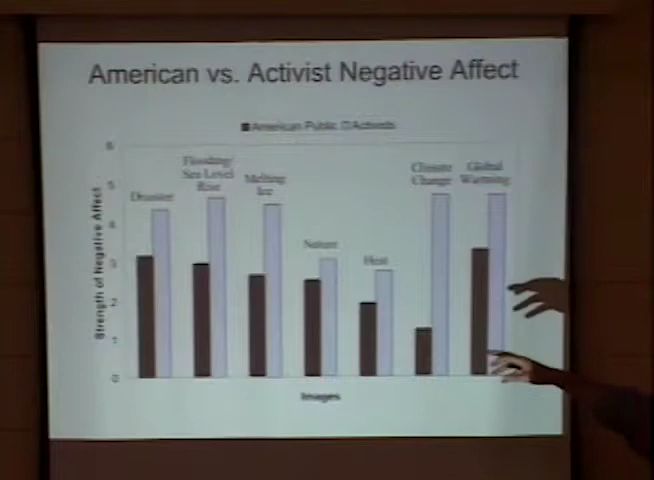 American vs. Activist Negative Affect
American Public Activists
6
5
4
3
2
1
0
Strength of Negative Affect
Disaster
Flooding/
Sea Level
Rise
Melting
Ice
Nature
Heat
Climate
Change
Global
Warming
Images